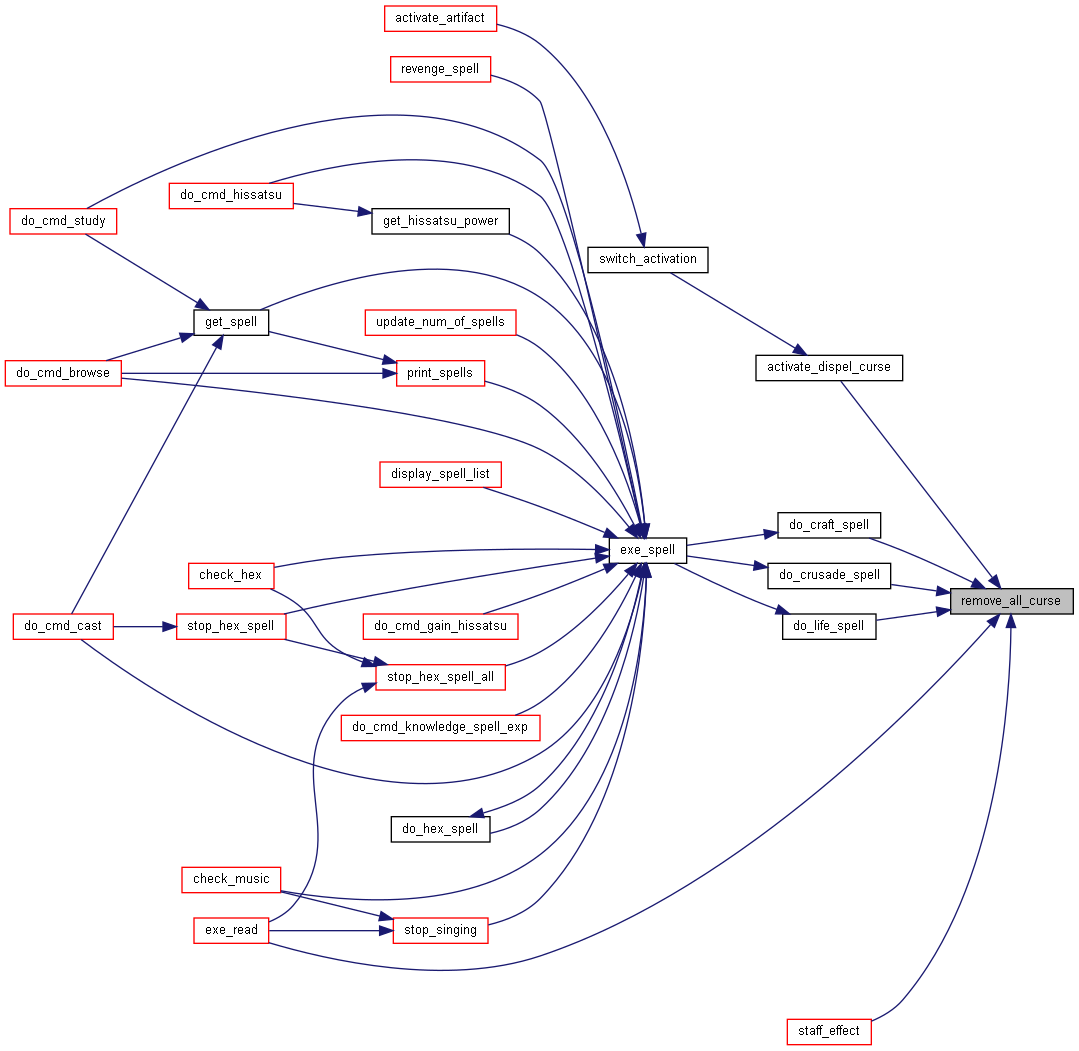 activate_artifact
revenge_spell
do_cmd_hissatsu
do_cmd_study
get_hissatsu_power
switch_activation
get_spell
update_num_of_spells
activate_dispel_curse
do_cmd_browse
print_spells
display_spell_list
do_craft_spell
exe_spell
check_hex
do_crusade_spell
remove_all_curse
do_cmd_cast
stop_hex_spell
do_cmd_gain_hissatsu
do_life_spell
stop_hex_spell_all
do_cmd_knowledge_spell_exp
do_hex_spell
check_music
exe_read
stop_singing
staff_effect